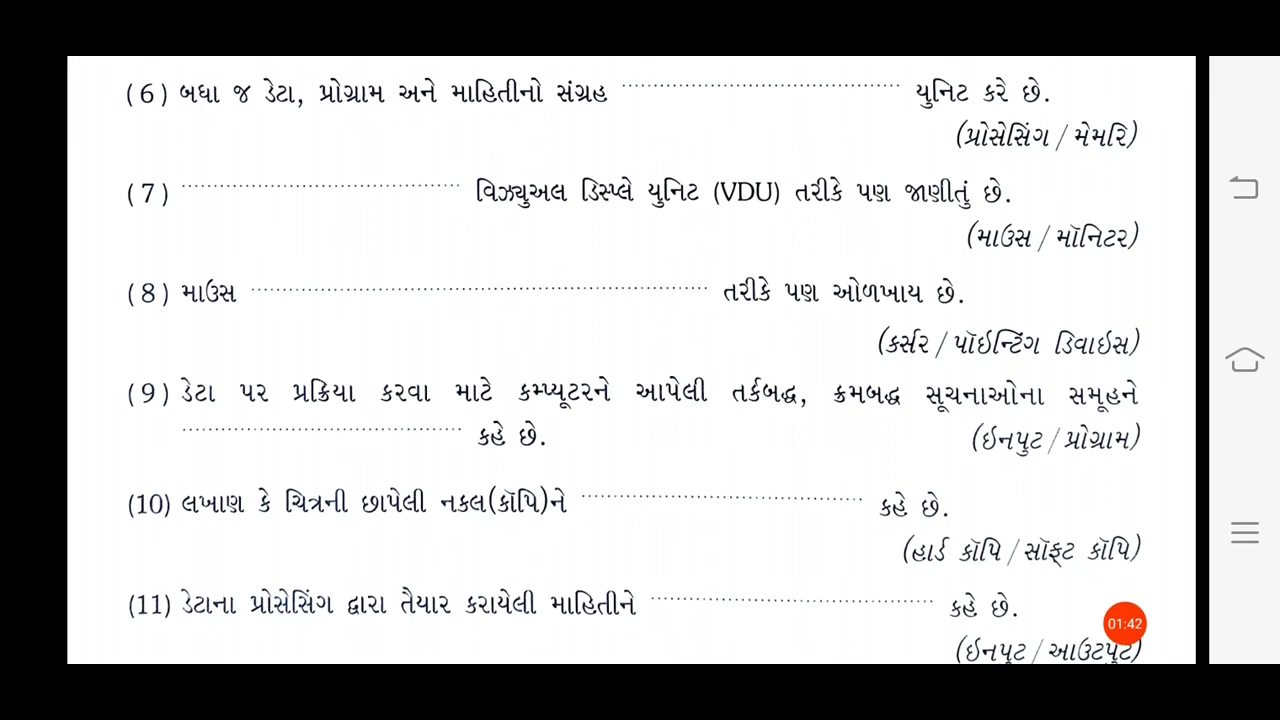 (6) બધા જ ડેટા, પ્રોગ્રામ અને માહિતીનો સંગ્રહ ........................ યુનિટ કરે છે.
(પ્રોસેસિંગ / મેમરિ)
(7) ........................ વિઝ્યુઅલ ડિસ્પ્લે યુનિટ (VDU) તરીકે પણ જાણીતું છે.
(માઉસ / મૉનિટર)
(8) માઉસ ........................ તરીકે પણ ઓળખાય છે.
(કર્સર / પૉઇન્ટિંગ ડિવાઇસ)
(9) ડેટા પર પ્રક્રિયા કરવા માટે કમ્પ્યૂટરને આપેલી તર્કબદ્ધ, ક્રમબદ્ધ સૂચનાઓના સમૂહને
........................ કહે છે. (ઇનપુટ / પ્રોગ્રામ)
(10) લખાણ કે ચિત્રની છાપેલી નકલ(કૉપિ)ને ........................ કહે છે.
(હાર્ડ કૉપિ / સૉફ્ટ કૉપિ)
(11) ડેટાના પ્રોસેસિંગ દ્વારા તૈયાર કરાયેલી માહિતીને ........................ કહે છે.
01:42
(ઇનપુટ / આઉટપુટ)